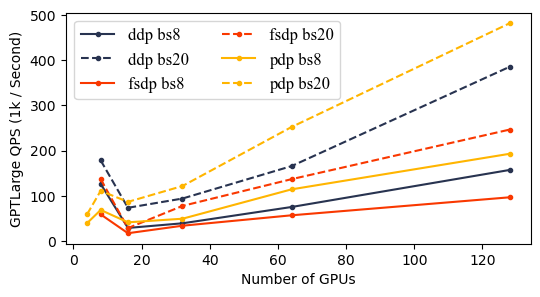 GPTLarge QPS (1k / Second)
500
400
300
200
100
0
ddp bs8
ddp bs20
fsdp bs8
fsdp bs20
pdp bs8
pdp bs20
0 20 40 60 80 100 120
Number of GPUs